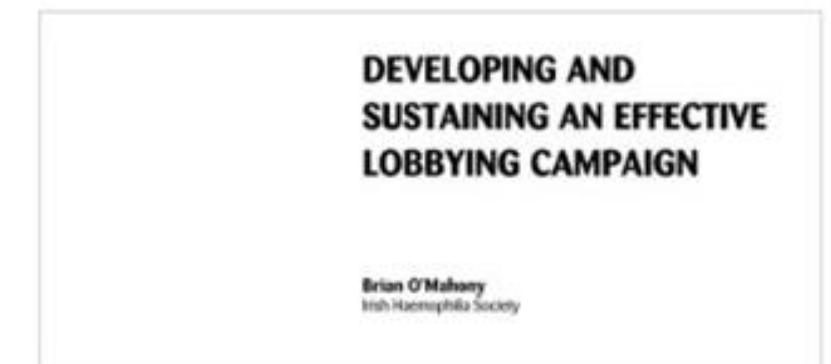 DEVELOPING AND
SUSTAINING AN EFFECTIVE
LOBBYING CAMPAIGN
Brian O'Mahony
Irish Haemophilia Society